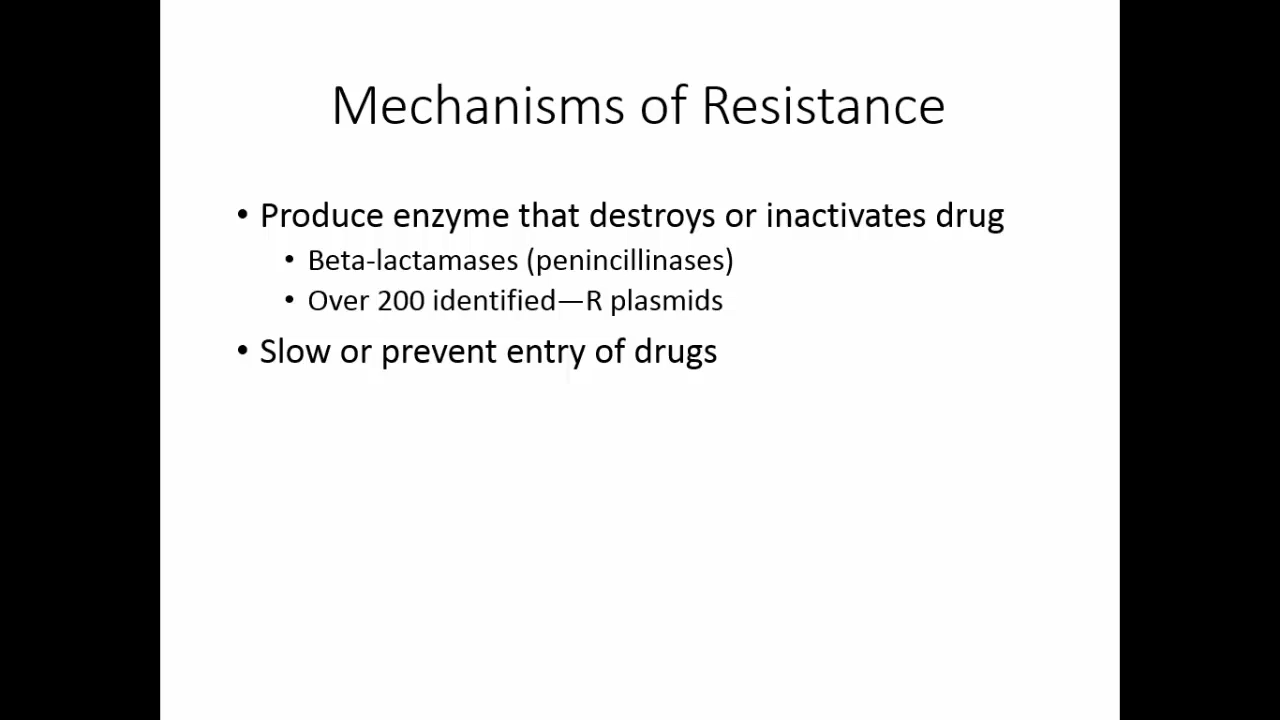 Mechanisms of Resistance
• Produce enzyme that destroys or inactivates drug
• Beta-lactamases (penincillinases)
• Over 200 identified—R plasmids
• Slow or prevent entry of drugs